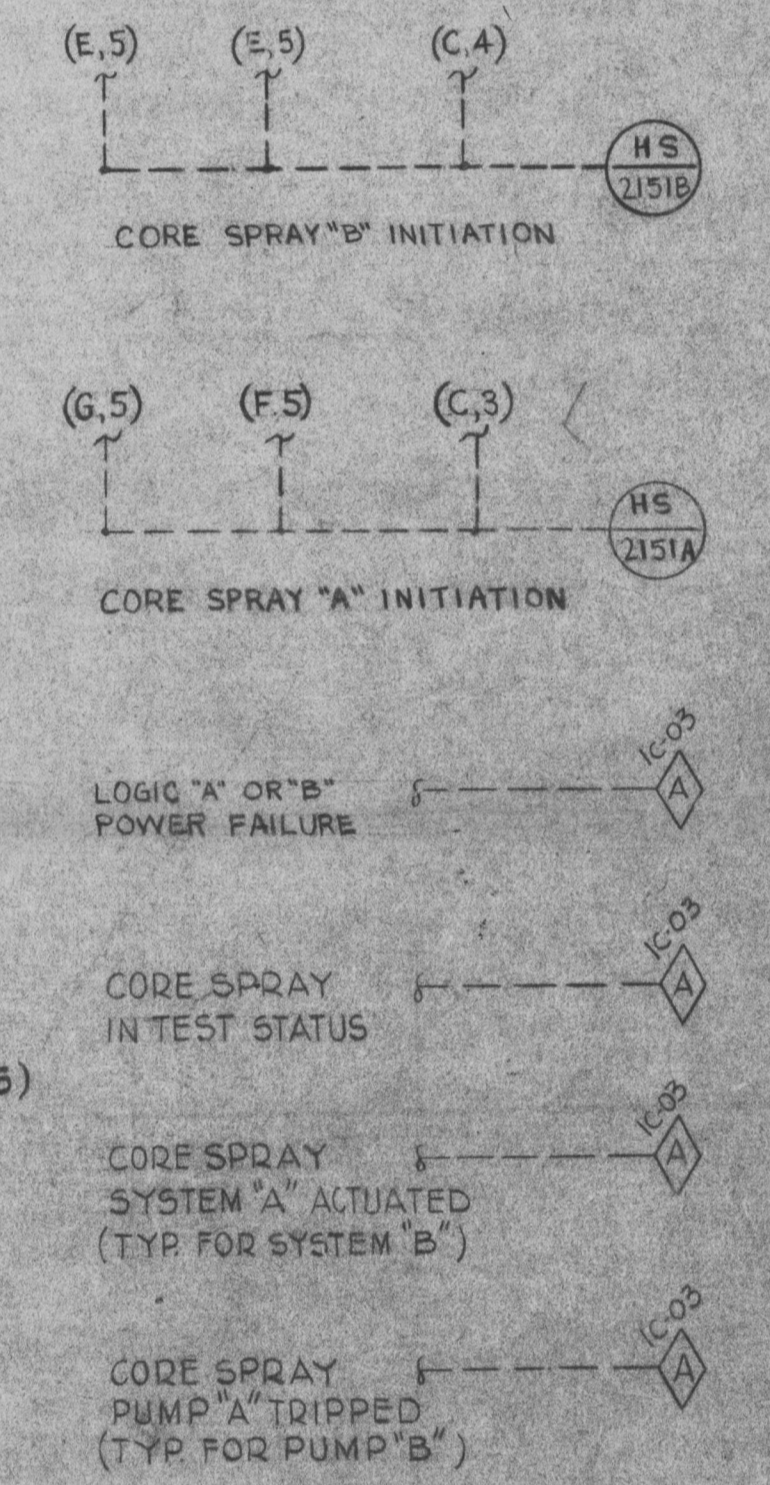 (E,5) (E,5) (C,4)
HS
2151B
CORE SPRAY "B" INITIATION
(G,5) (F.5) (C,3)
HS
2151A
CORE SPRAY "A" INITIATION
1C-03
LOGIC "A" OR "B" A
POWER FAILURE
1C-03
CORE SPRAY A
IN TEST STATUS
5)
1C-03
CORE SPRAY A
SYSTEM "A" ACTUATED
(TYP. FOR SYSTEM "B")
1C-03
CORE SPRAY A
PUMP "A" TRIPPED
(TYP. FOR PUMP "B")